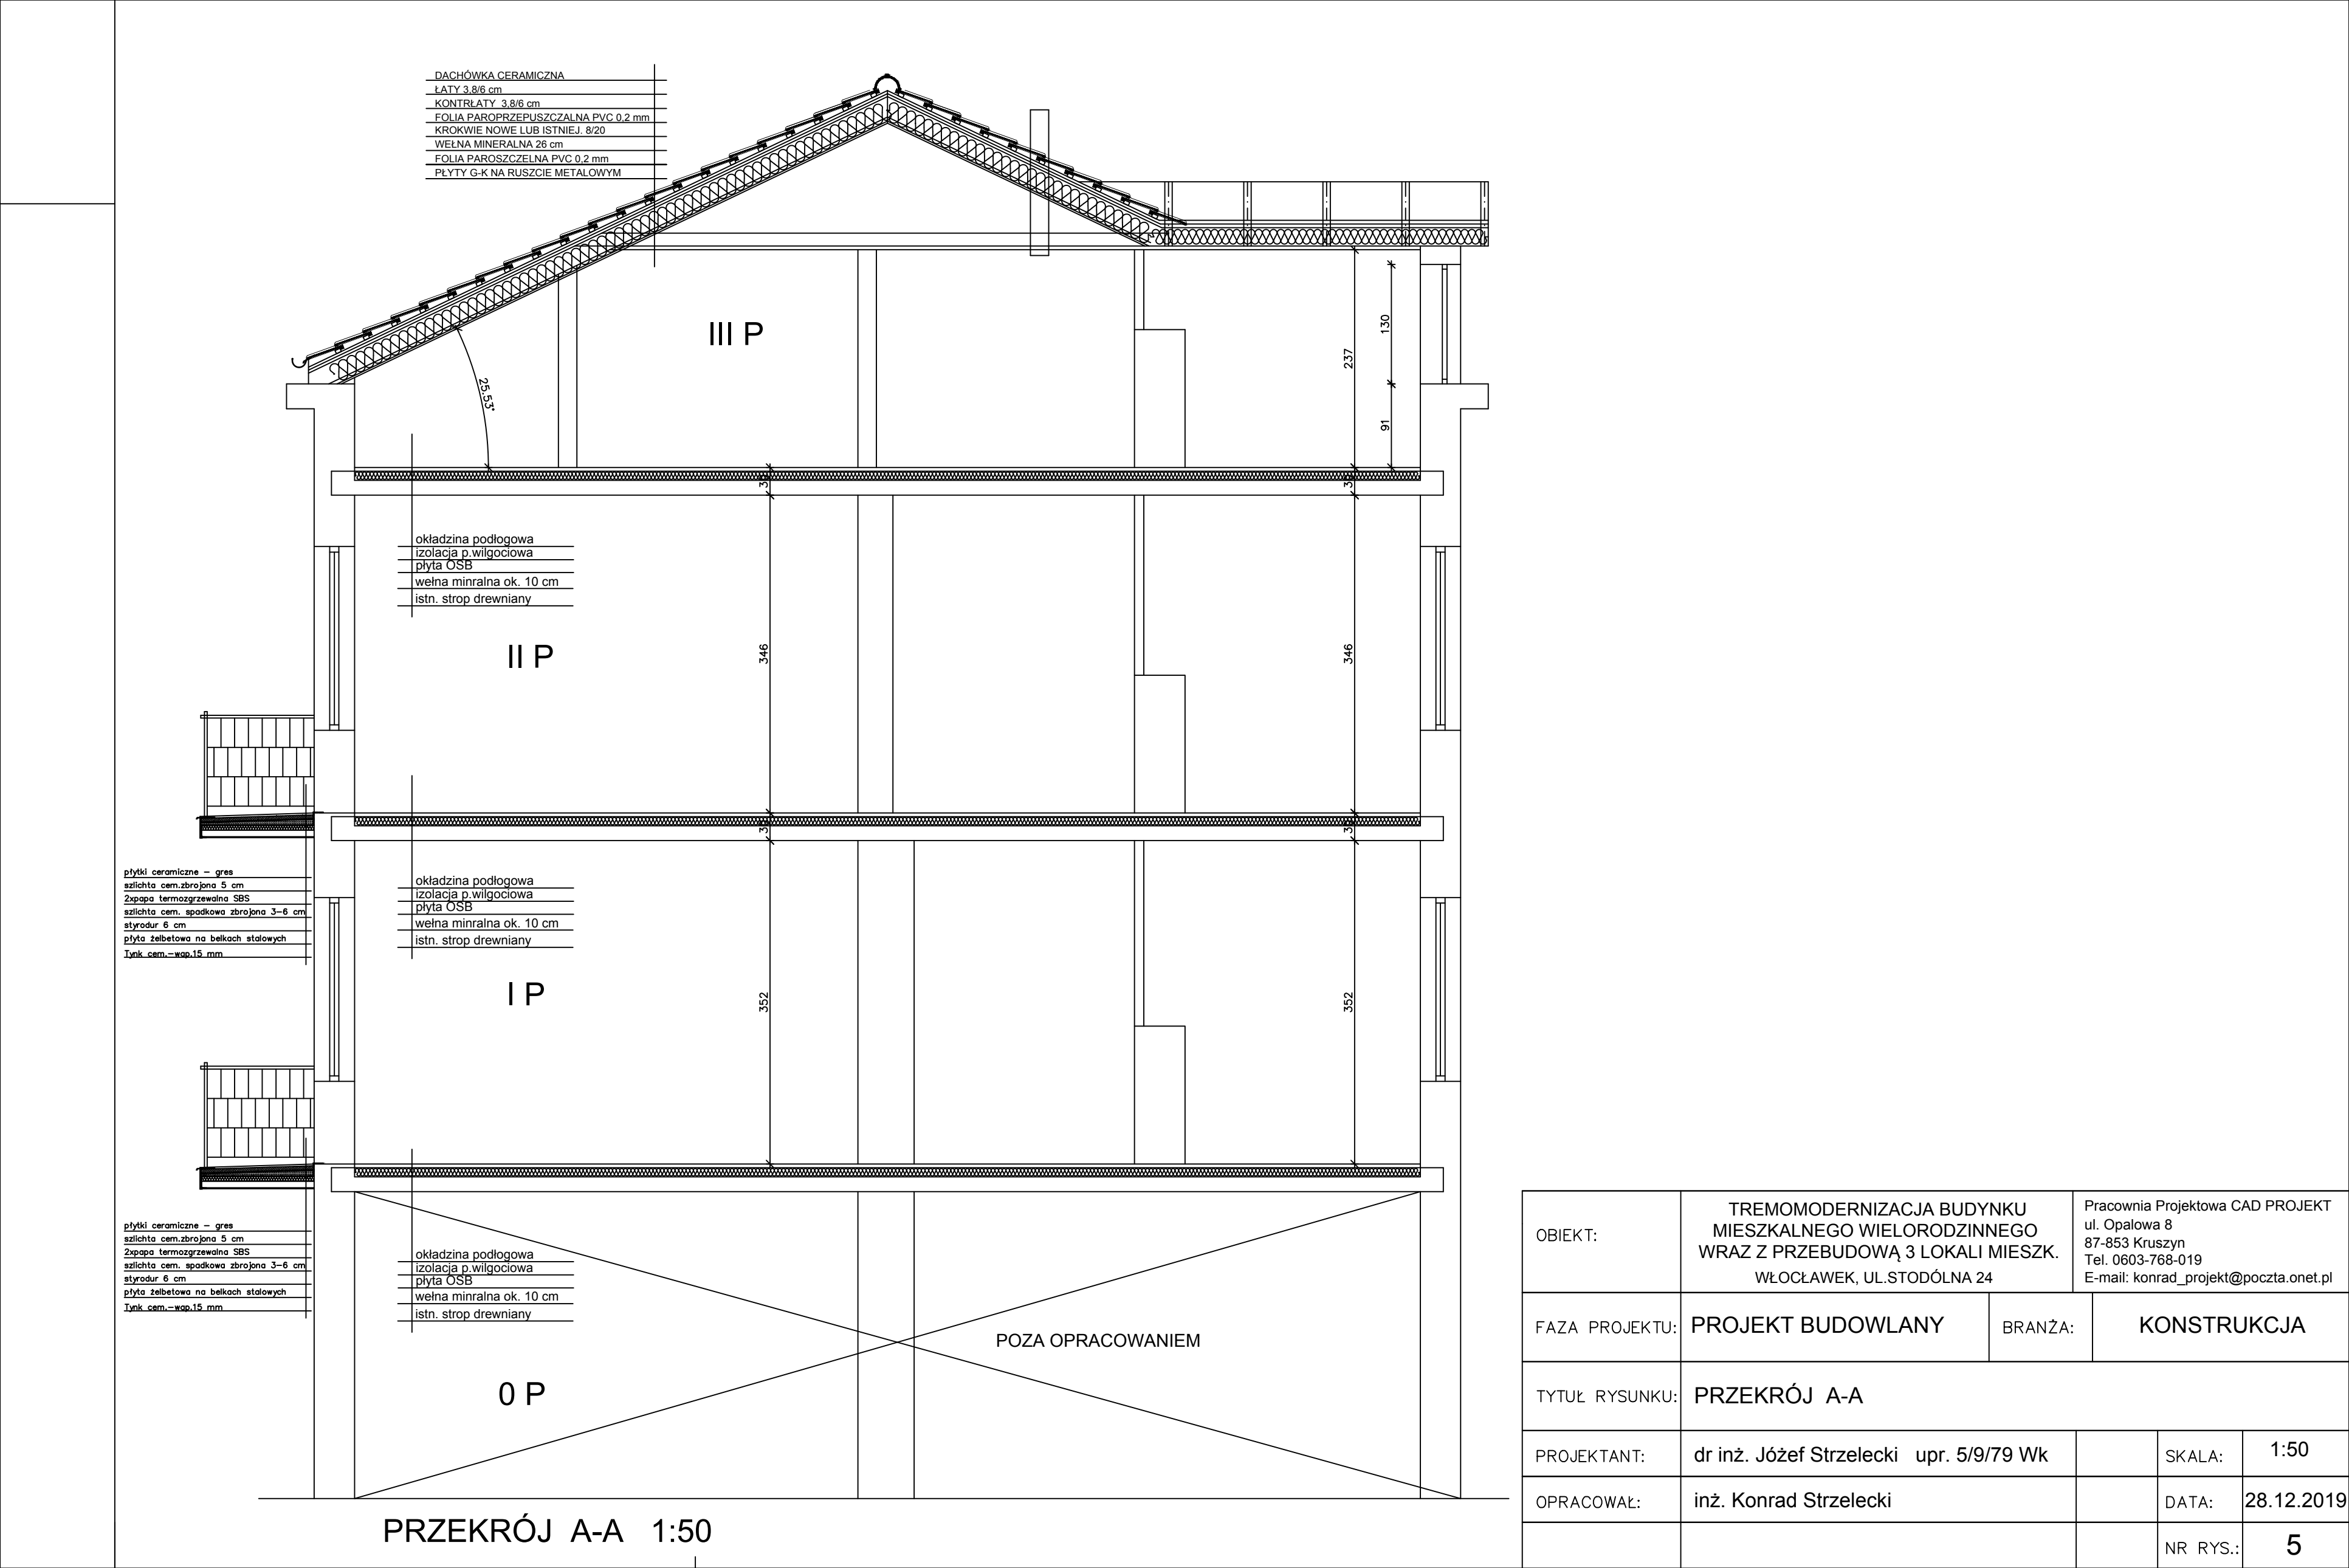 DACHÓWKA CERAMICZNA
ŁATY 3,8/6 cm
KONTRŁATY 3,8/6 cm
FOLIA PAROPRZEPUSZCZALNA PVC 0,2 mm
KROKWIE NOWE LUB ISTNIEJ. 8/20
WEŁNA MINERALNA 26 cm
FOLIA PAROSZCZELNA PVC 0,2 mm
PŁYTY G-K NA RUSZCIE METALOWYM
III P
25.53°
237
130
91
okładzina podłogowa
izolacja p.wilgociowa
płyta OSB
wełna minralna ok. 10 cm
istn. strop drewniany
II P
346
346
płytki ceramiczne – gres
szlichta cem.zbrojona 5 cm
2xpapa termozgrzewalna SBS
szlichta cem. spadkowa zbrojona 3–6 cm
styrodur 6 cm
płyta żelbetowa na belkach stalowych
Tynk cem.–wap.15 mm
okładzina podłogowa
izolacja p.wilgociowa
płyta OSB
wełna minralna ok. 10 cm
istn. strop drewniany
I P
352
352
płytki ceramiczne – gres
szlichta cem.zbrojona 5 cm
2xpapa termozgrzewalna SBS
szlichta cem. spadkowa zbrojona 3–6 cm
styrodur 6 cm
płyta żelbetowa na belkach stalowych
Tynk cem.–wap.15 mm
okładzina podłogowa
izolacja p.wilgociowa
płyta OSB
wełna minralna ok. 10 cm
istn. strop drewniany
POZA OPRACOWANIEM
0 P
PRZEKRÓJ A-A 1:50
OBIEKT:
TREMOMODERNIZACJA BUDYNKU
MIESZKALNEGO WIELORODZINNEGO
WRAZ Z PRZEBUDOWĄ 3 LOKALI MIESZK.
WŁOCŁAWEK, UL.STODÓLNA 24
Pracownia Projektowa CAD PROJEKT
ul. Opalowa 8
87-853 Kruszyn
Tel. 0603-768-019
E-mail: konrad_projekt@poczta.onet.pl
FAZA PROJEKTU: PROJEKT BUDOWLANY BRANŻA: KONSTRUKCJA
TYTUŁ RYSUNKU: PRZEKRÓJ A-A
PROJEKTANT: dr inż. Jóżef Strzelecki upr. 5/9/79 Wk SKALA: 1:50
OPRACOWAŁ: inż. Konrad Strzelecki DATA: 28.12.2019
NR RYS.: 5